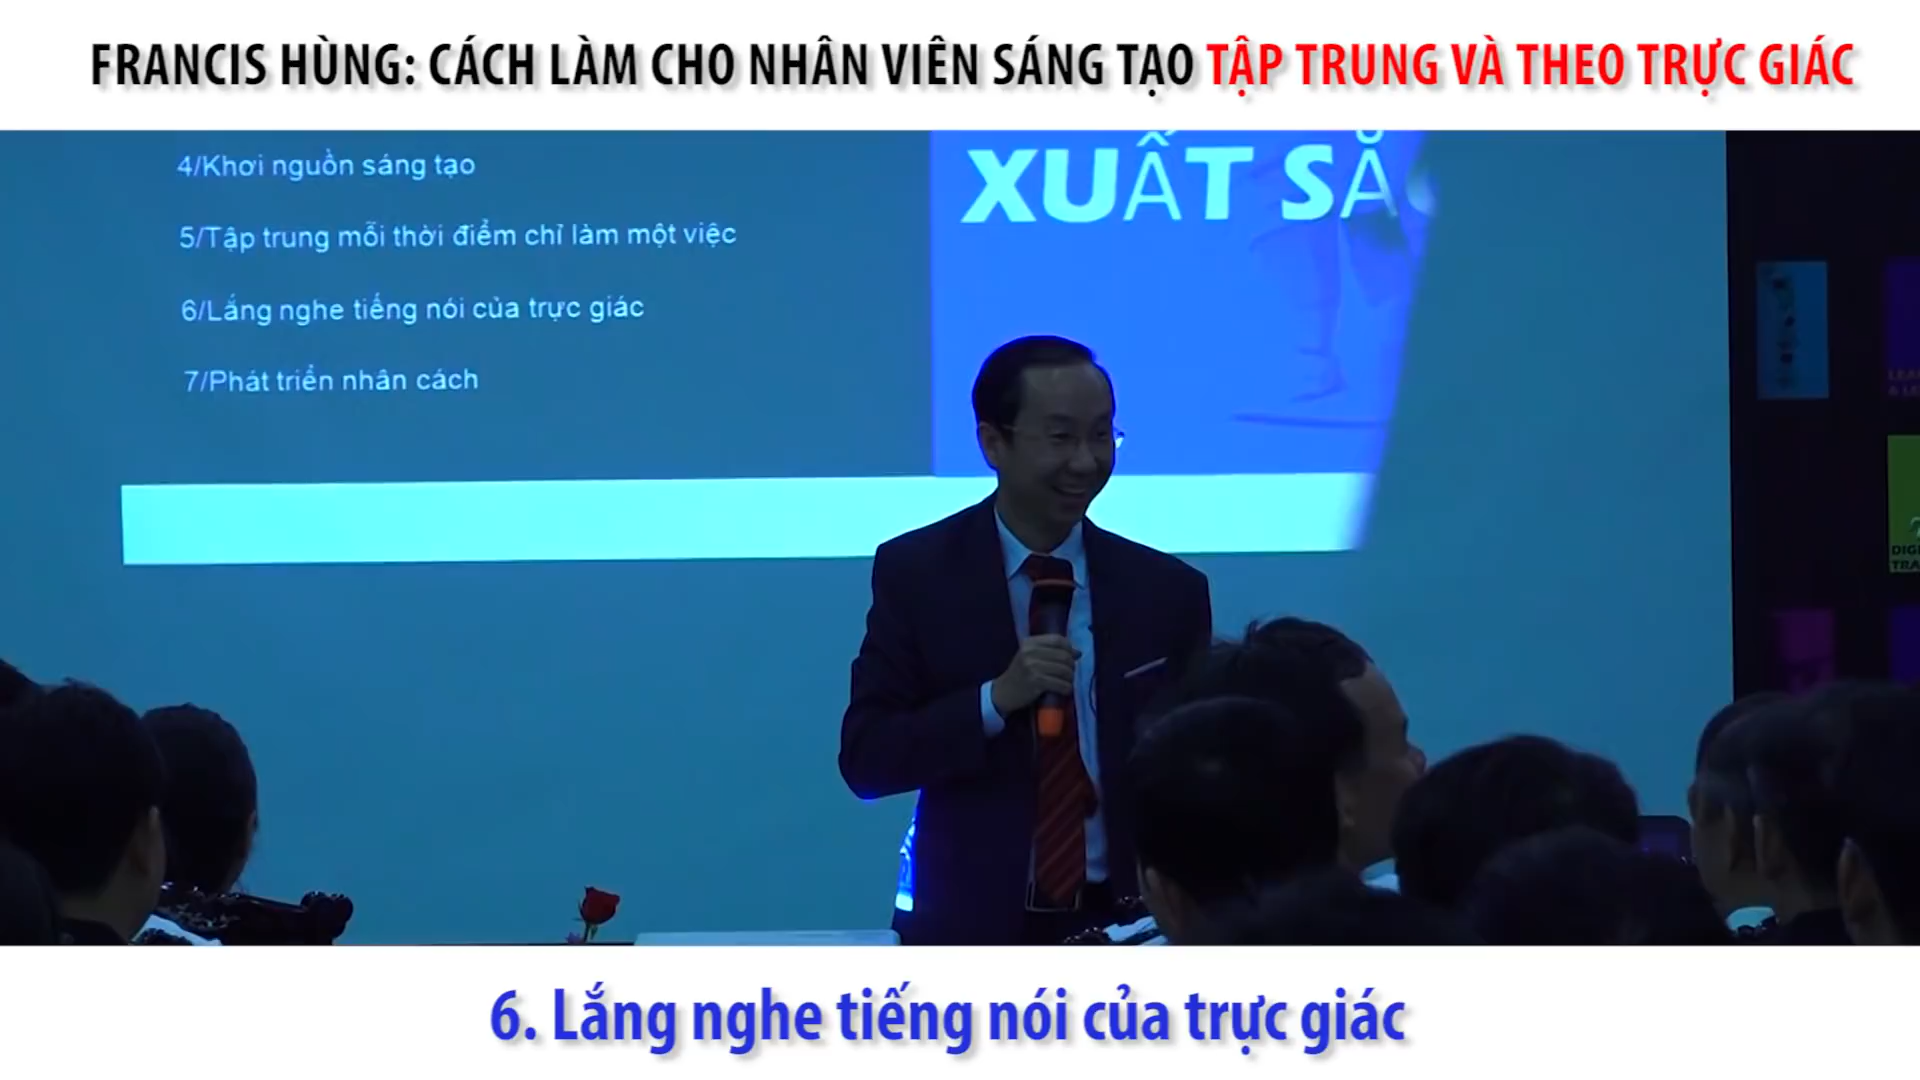 FRANCIS HÙNG: CÁCH LÀM CHO NHÂN VIÊN SÁNG TẠO TẬP TRUNG VÀ THEO TRỰC GIÁC
4/Khơi nguồn sáng tạo
5/Tập trung mỗi thời điểm chỉ làm một việc
6/Lắng nghe tiếng nói của trực giác
7/Phát triển nhân cách
XUẤT SẮ
6. Lắng nghe tiếng nói của trực giác